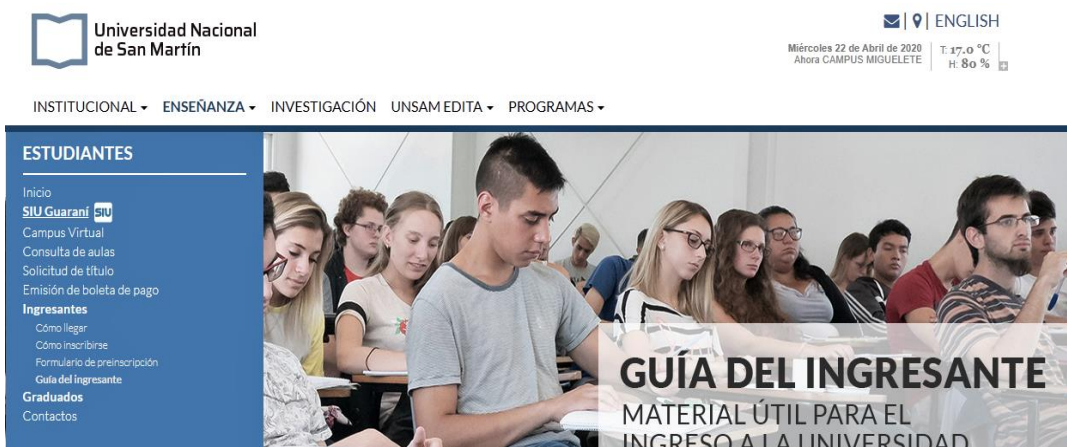 Universidad Nacional
de San Martín
ENGLISH
Miércoles 22 de Abril de 2020
Ahora CAMPUS MIGUELETE
T: 17.0 °C
H: 80 %
INSTITUCIONAL
ENSEÑANZA
INVESTIGACIÓN
UNSAM EDITA
PROGRAMAS
ESTUDIANTES
Inicio
SIU Guaraní SIU
Campus Virtual
Consulta de aulas
Solicitud de título
Emisión de boleta de pago
Ingresantes
Cómo llegar
Cómo inscribirse
Formulario de preinscripción
Guía del ingresante
Graduados
Contactos
GUÍA DEL INGRESANTE
MATERIAL ÚTIL PARA EL
INGRESO A LA UNIVERSIDAD